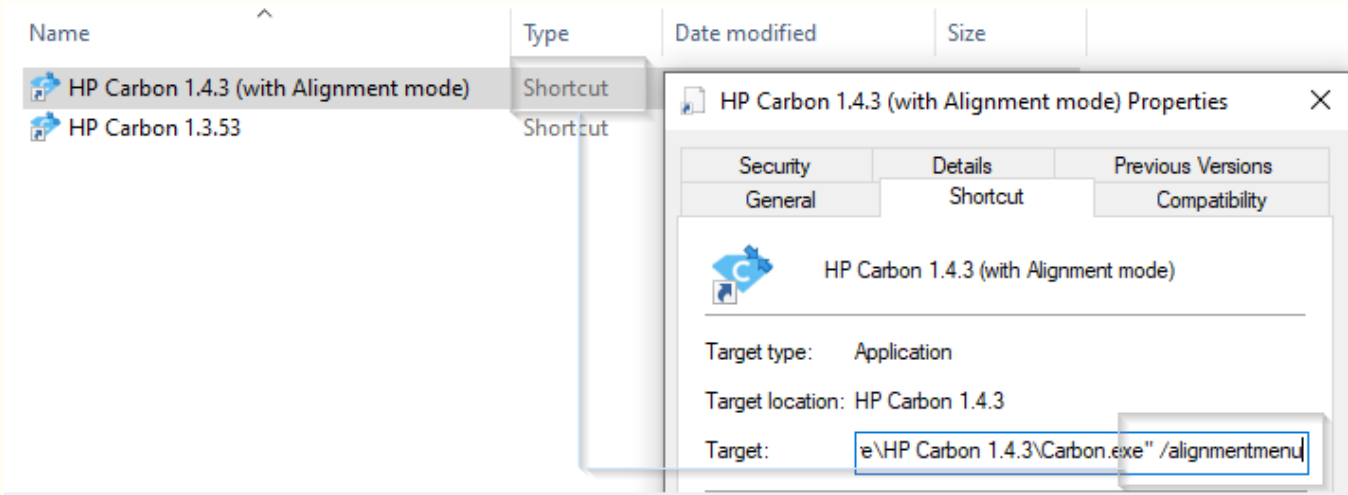 Name Type Date modified Size
HP Carbon 1.4.3 (with Alignment mode) Shortcut
HP Carbon 1.3.53 Shortcut
HP Carbon 1.4.3 (with Alignment mode) Properties
Security Details Previous Versions
General Shortcut Compatibility
C
HP Carbon 1.4.3 (with Alignment mode)
Target type: Application
Target location: HP Carbon 1.4.3
Target: e\HP Carbon 1.4.3\Carbon.exe" /alignmentmenu